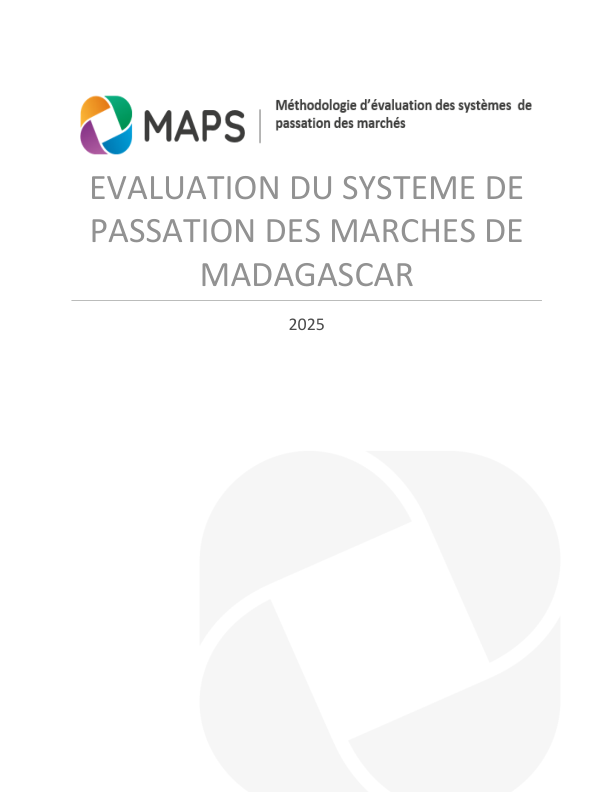 MAPS
Méthodologie d'évaluation des systèmes de
passation des marchés
EVALUATION DU SYSTEME DE
PASSATION DES MARCHES DE
MADAGASCAR
2025